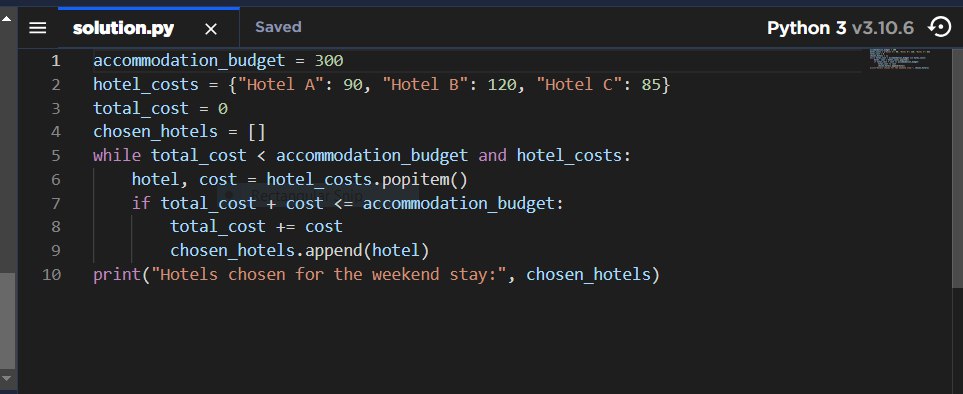 solution.py × Saved Python 3 v3.10.6
1 accommodation_budget = 300
2 hotel_costs = {"Hotel A": 90, "Hotel B": 120, "Hotel C": 85}
3 total_cost = 0
4 chosen_hotels = []
5 while total_cost < accommodation_budget and hotel_costs:
6     hotel, cost = hotel_costs.popitem()
7     if total_cost + cost <= accommodation_budget:
8         total_cost += cost
9         chosen_hotels.append(hotel)
10 print("Hotels chosen for the weekend stay:", chosen_hotels)